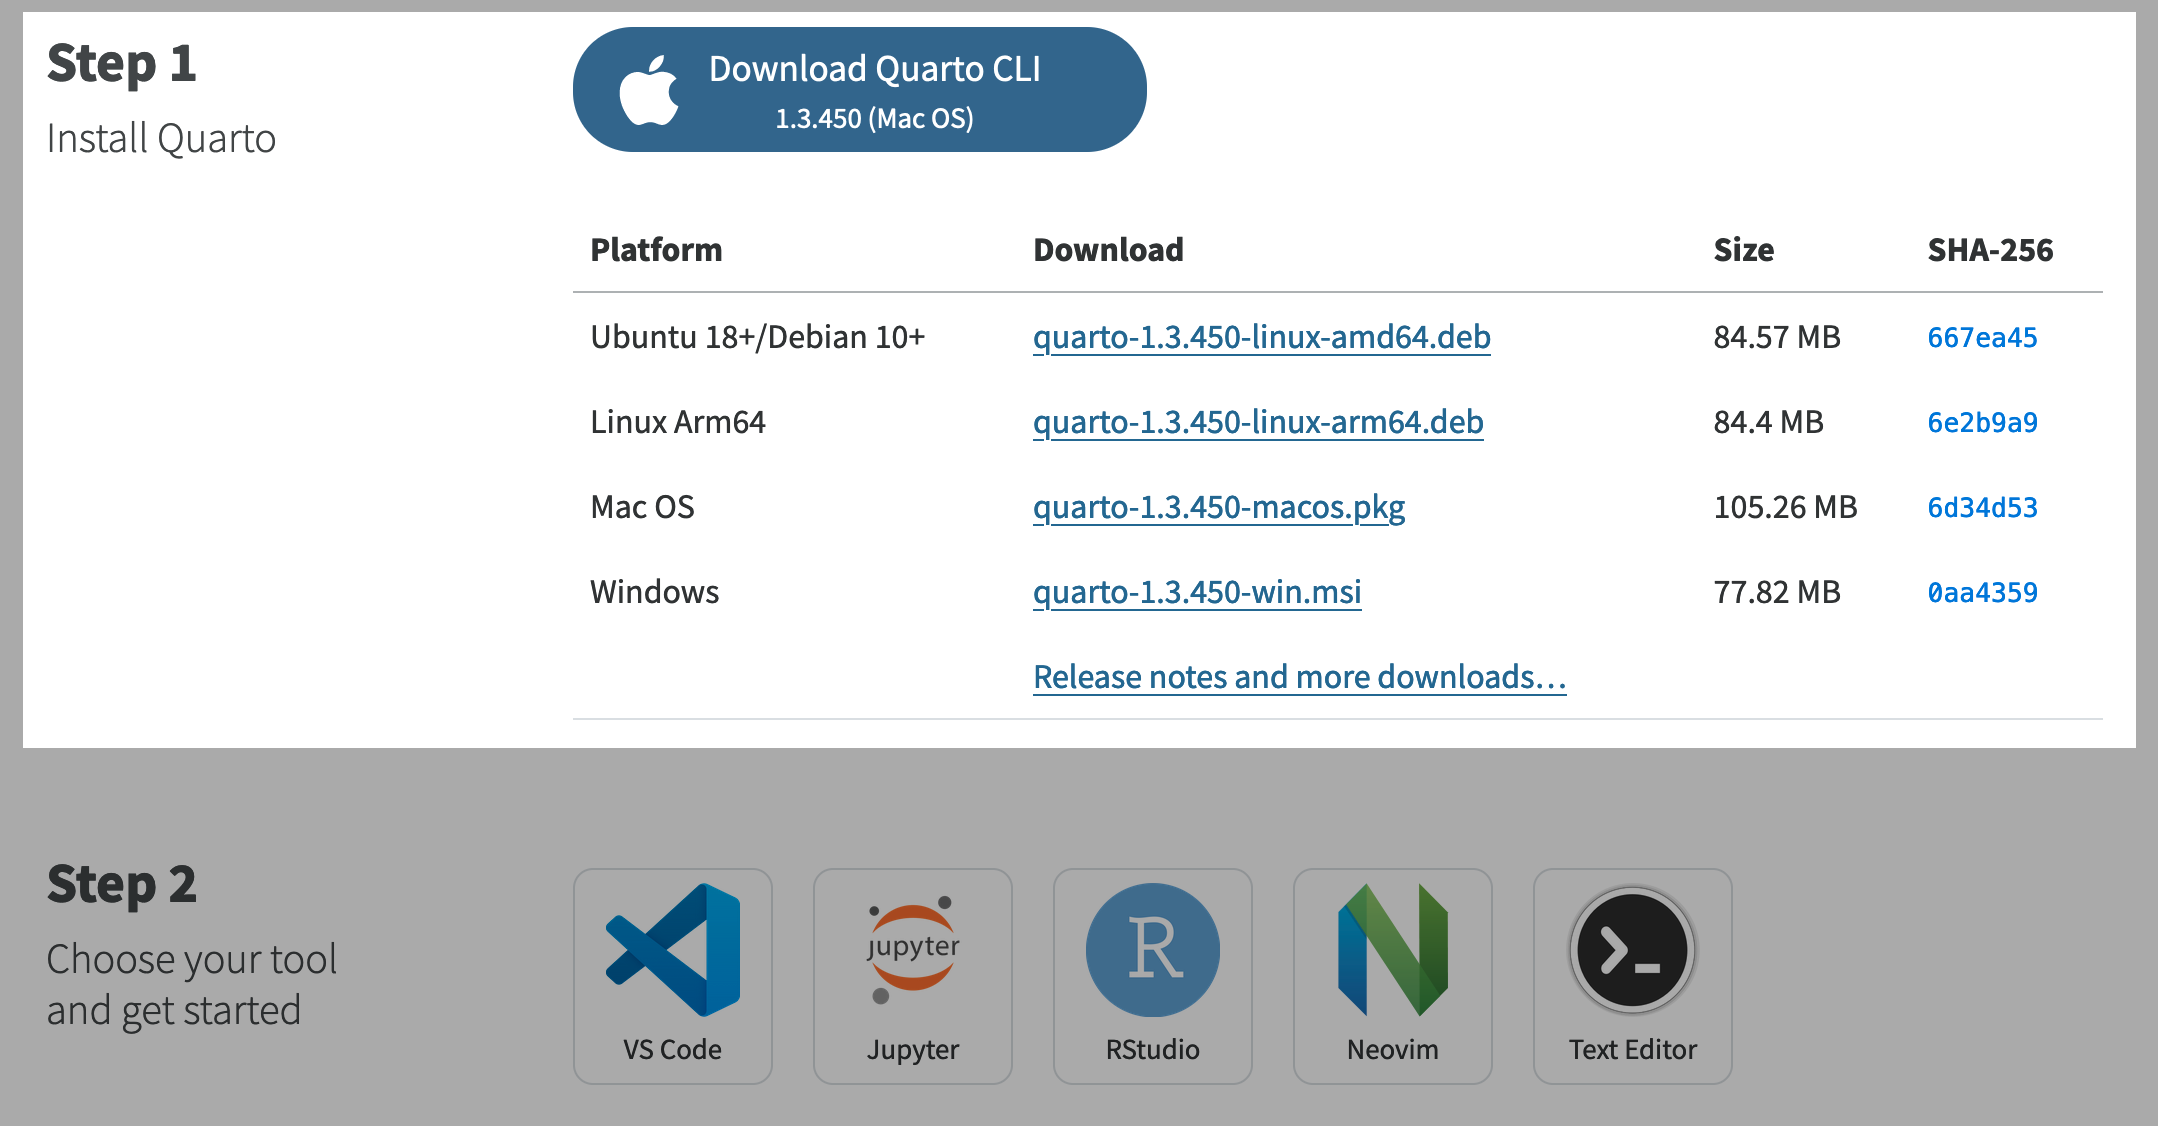 Step 1
Install Quarto
Download Quarto CLI
1.3.450 (Mac OS)
Platform Download Size SHA-256
Ubuntu 18+/Debian 10+ quarto-1.3.450-linux-amd64.deb 84.57 MB 667ea45
Linux Arm64 quarto-1.3.450-linux-arm64.deb 84.4 MB 6e2b9a9
Mac OS quarto-1.3.450-macos.pkg 105.26 MB 6d34d53
Windows quarto-1.3.450-win.msi 77.82 MB 0aa4359
Release notes and more downloads…
Step 2
Choose your tool
and get started
jupyter
R
VS Code Jupyter RStudio Neovim Text Editor